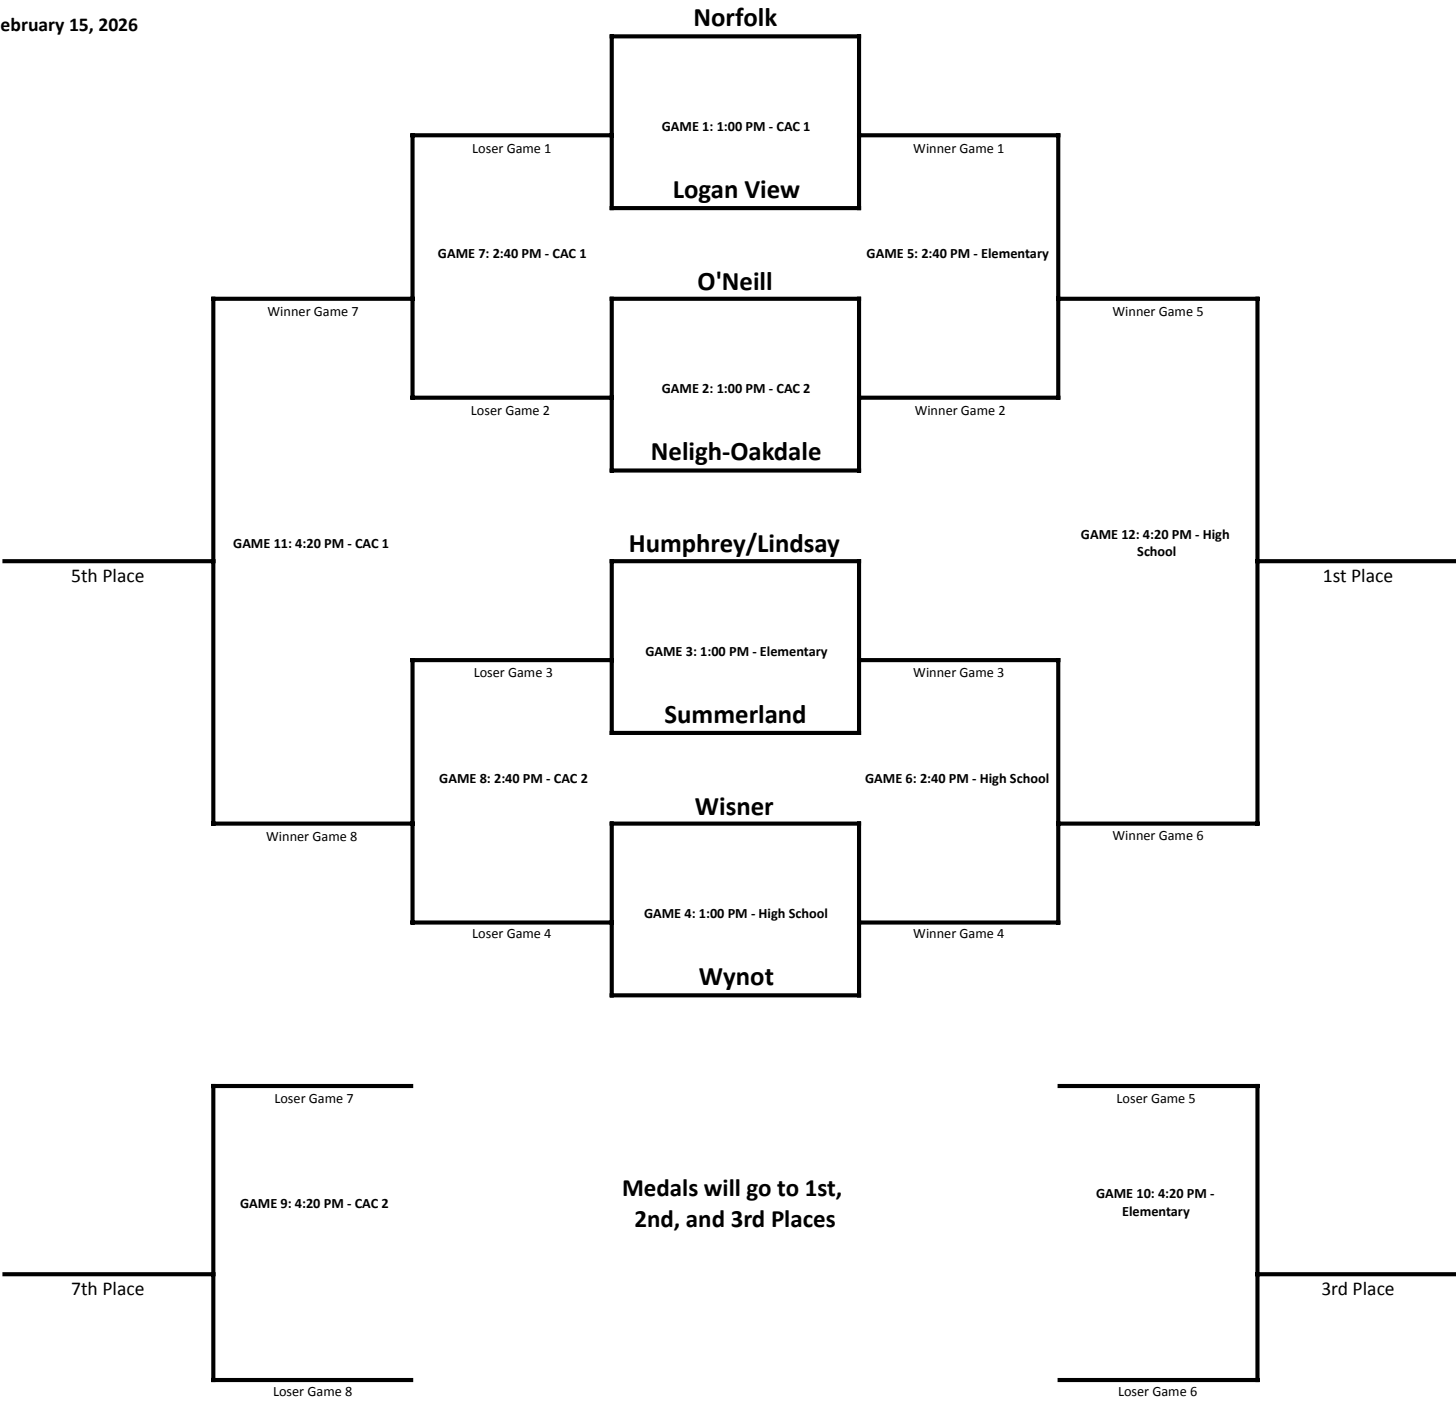 ebruary 15, 2026
Norfolk
GAME 1: 1:00 PM - CAC 1
Loser Game 1
Winner Game 1
Logan View
GAME 7: 2:40 PM - CAC 1
GAME 5: 2:40 PM - Elementary
O'Neill
Winner Game 7
Winner Game 5
GAME 2: 1:00 PM - CAC 2
Loser Game 2
Winner Game 2
Neligh-Oakdale
GAME 11: 4:20 PM - CAC 1
Humphrey/Lindsay
GAME 12: 4:20 PM - High
School
5th Place
1st Place
GAME 3: 1:00 PM - Elementary
Loser Game 3
Winner Game 3
Summerland
GAME 8: 2:40 PM - CAC 2
GAME 6: 2:40 PM - High School
Wisner
Winner Game 8
Winner Game 6
GAME 4: 1:00 PM - High School
Loser Game 4
Winner Game 4
Wynot
Loser Game 7
Loser Game 5
GAME 9: 4:20 PM - CAC 2
Medals will go to 1st,
2nd, and 3rd Places
GAME 10: 4:20 PM -
Elementary
7th Place
3rd Place
Loser Game 8
Loser Game 6